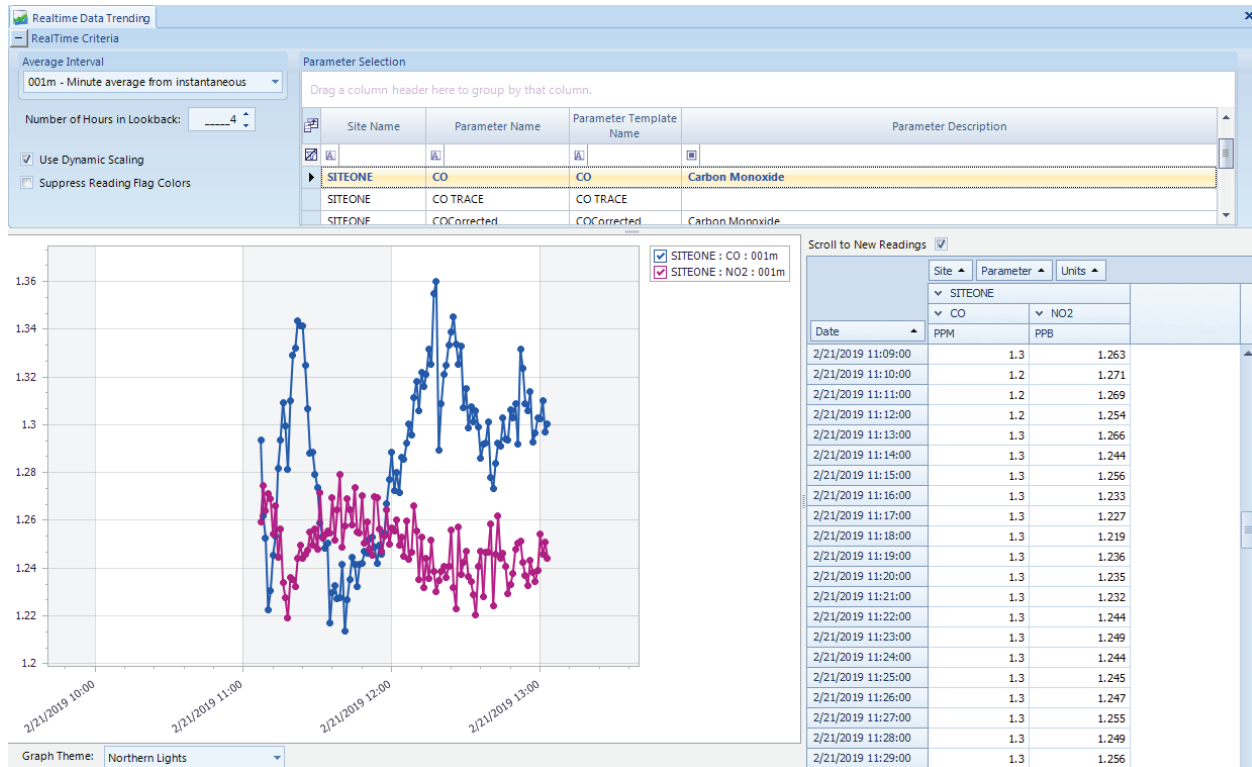 Realtime Data Trending
RealTime Criteria
Average Interval
001m - Minute average from instantaneous
Number of Hours in Lookback: _____4
Use Dynamic Scaling
Suppress Reading Flag Colors
Parameter Selection
Drag a column header here to group by that column.
Site Name Parameter Name Parameter Template Name Parameter Description
SITEONE CO CO Carbon Monoxide
SITEONE CO TRACE CO TRACE
SITEONE COCorrected COCorrected Carbon Monoxide
1.36
1.34
1.32
1.3
1.28
1.26
1.24
1.22
1.2
2/21/2019 10:00
2/21/2019 11:00
2/21/2019 12:00
2/21/2019 13:00
SITEONE : CO : 001m
SITEONE : NO2 : 001m
Graph Theme: Northern Lights
Scroll to New Readings
Site Parameter Units
SITEONE
CO NO2
Date PPM PPB
2/21/2019 11:09:00 1.3 1.263
2/21/2019 11:10:00 1.2 1.271
2/21/2019 11:11:00 1.2 1.269
2/21/2019 11:12:00 1.2 1.254
2/21/2019 11:13:00 1.3 1.266
2/21/2019 11:14:00 1.3 1.244
2/21/2019 11:15:00 1.3 1.256
2/21/2019 11:16:00 1.3 1.233
2/21/2019 11:17:00 1.3 1.227
2/21/2019 11:18:00 1.3 1.219
2/21/2019 11:19:00 1.3 1.236
2/21/2019 11:20:00 1.3 1.235
2/21/2019 11:21:00 1.3 1.232
2/21/2019 11:22:00 1.3 1.244
2/21/2019 11:23:00 1.3 1.249
2/21/2019 11:24:00 1.3 1.244
2/21/2019 11:25:00 1.3 1.245
2/21/2019 11:26:00 1.3 1.247
2/21/2019 11:27:00 1.3 1.255
2/21/2019 11:28:00 1.3 1.249
2/21/2019 11:29:00 1.3 1.256